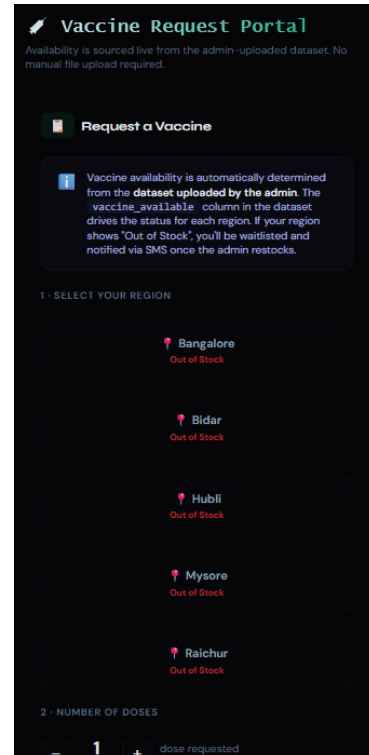 Vaccine Request Portal
Availability is sourced live from the admin-uploaded dataset. No
manual file upload required.
Request a Vaccine
Vaccine availability is automatically determined
from the dataset uploaded by the admin. The
vaccine_available column in the dataset
drives the status for each region. If your region
shows "Out of Stock", you'll be waitlisted and
notified via SMS once the admin restocks.
1 · SELECT YOUR REGION
Bangalore
Out of Stock
Bidar
Out of Stock
Hubli
Out of Stock
Mysore
Out of Stock
Raichur
Out of Stock
2 · NUMBER OF DOSES
− 1 + dose requested